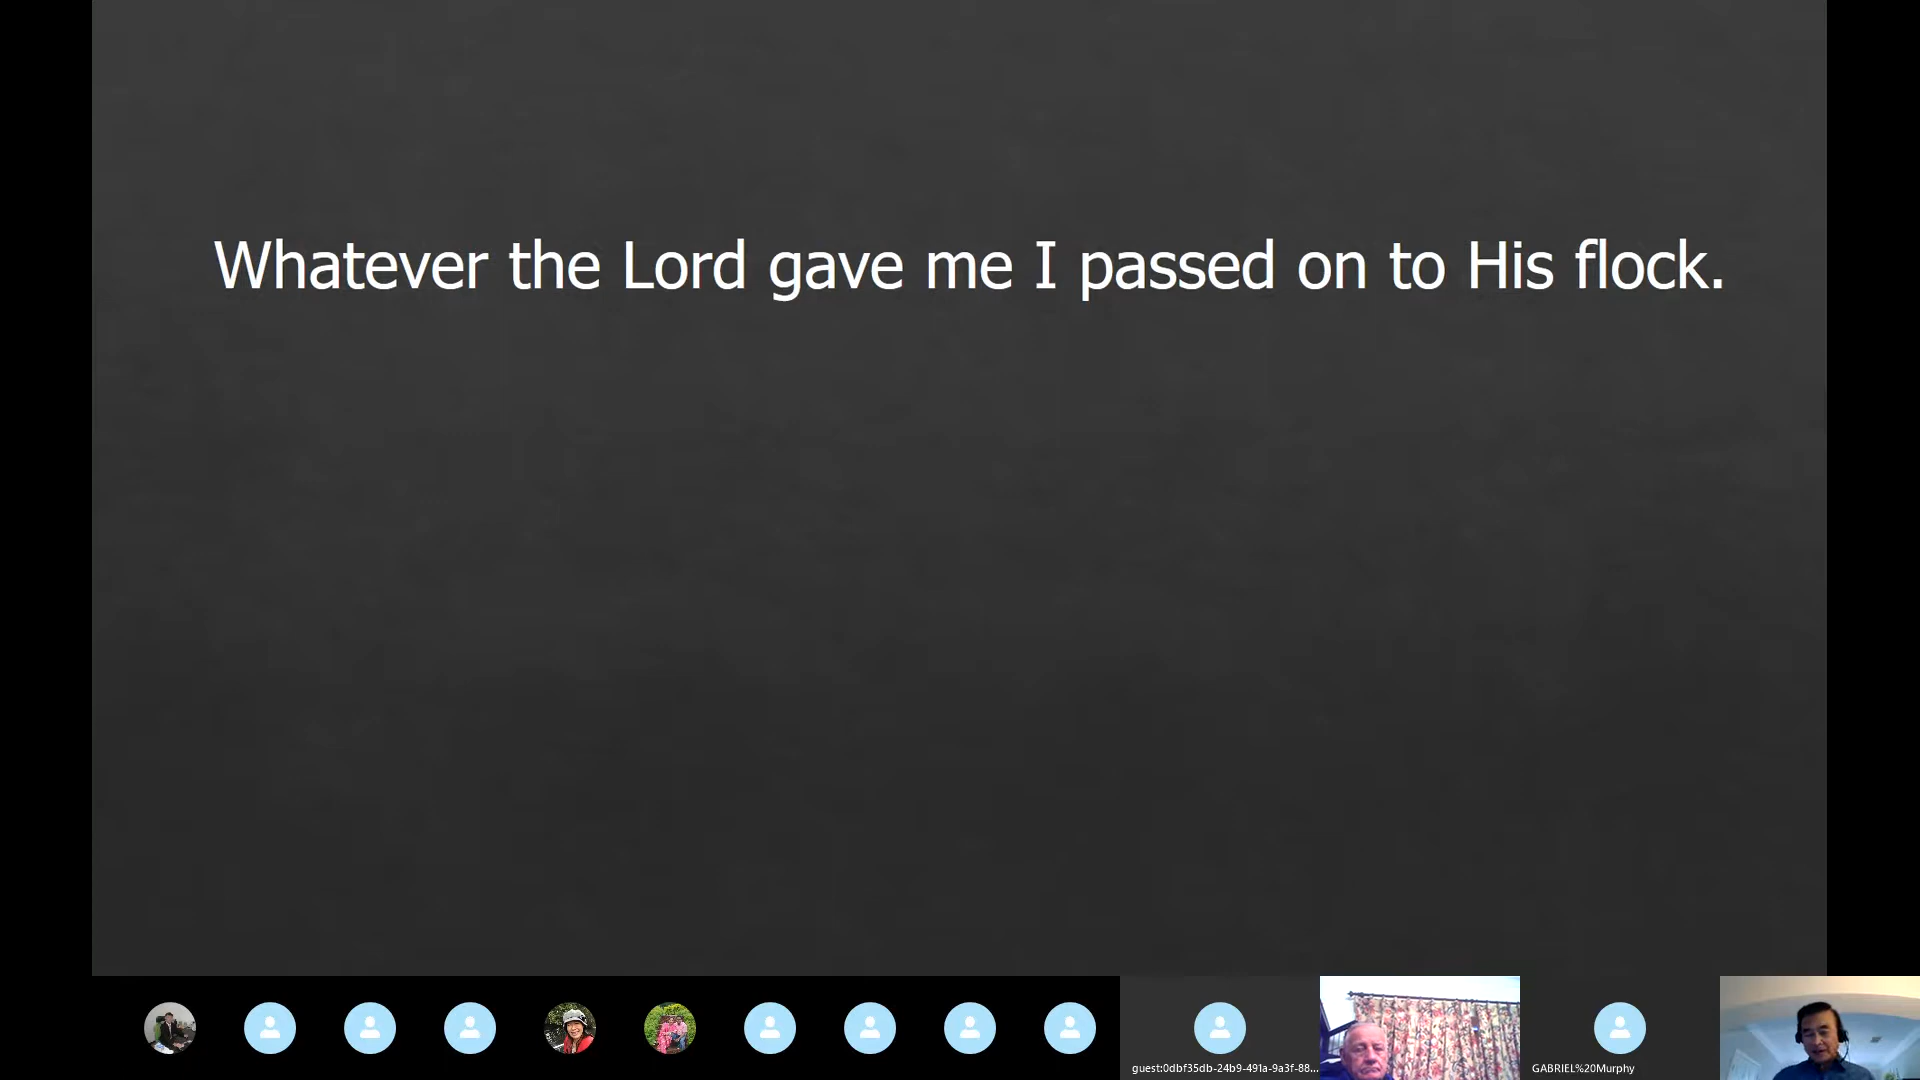 Whatever the Lord gave me I passed on to His flock.
guest:0dbf35db-24b9-491a-9a3f-88...
GABRIEL%20Murphy